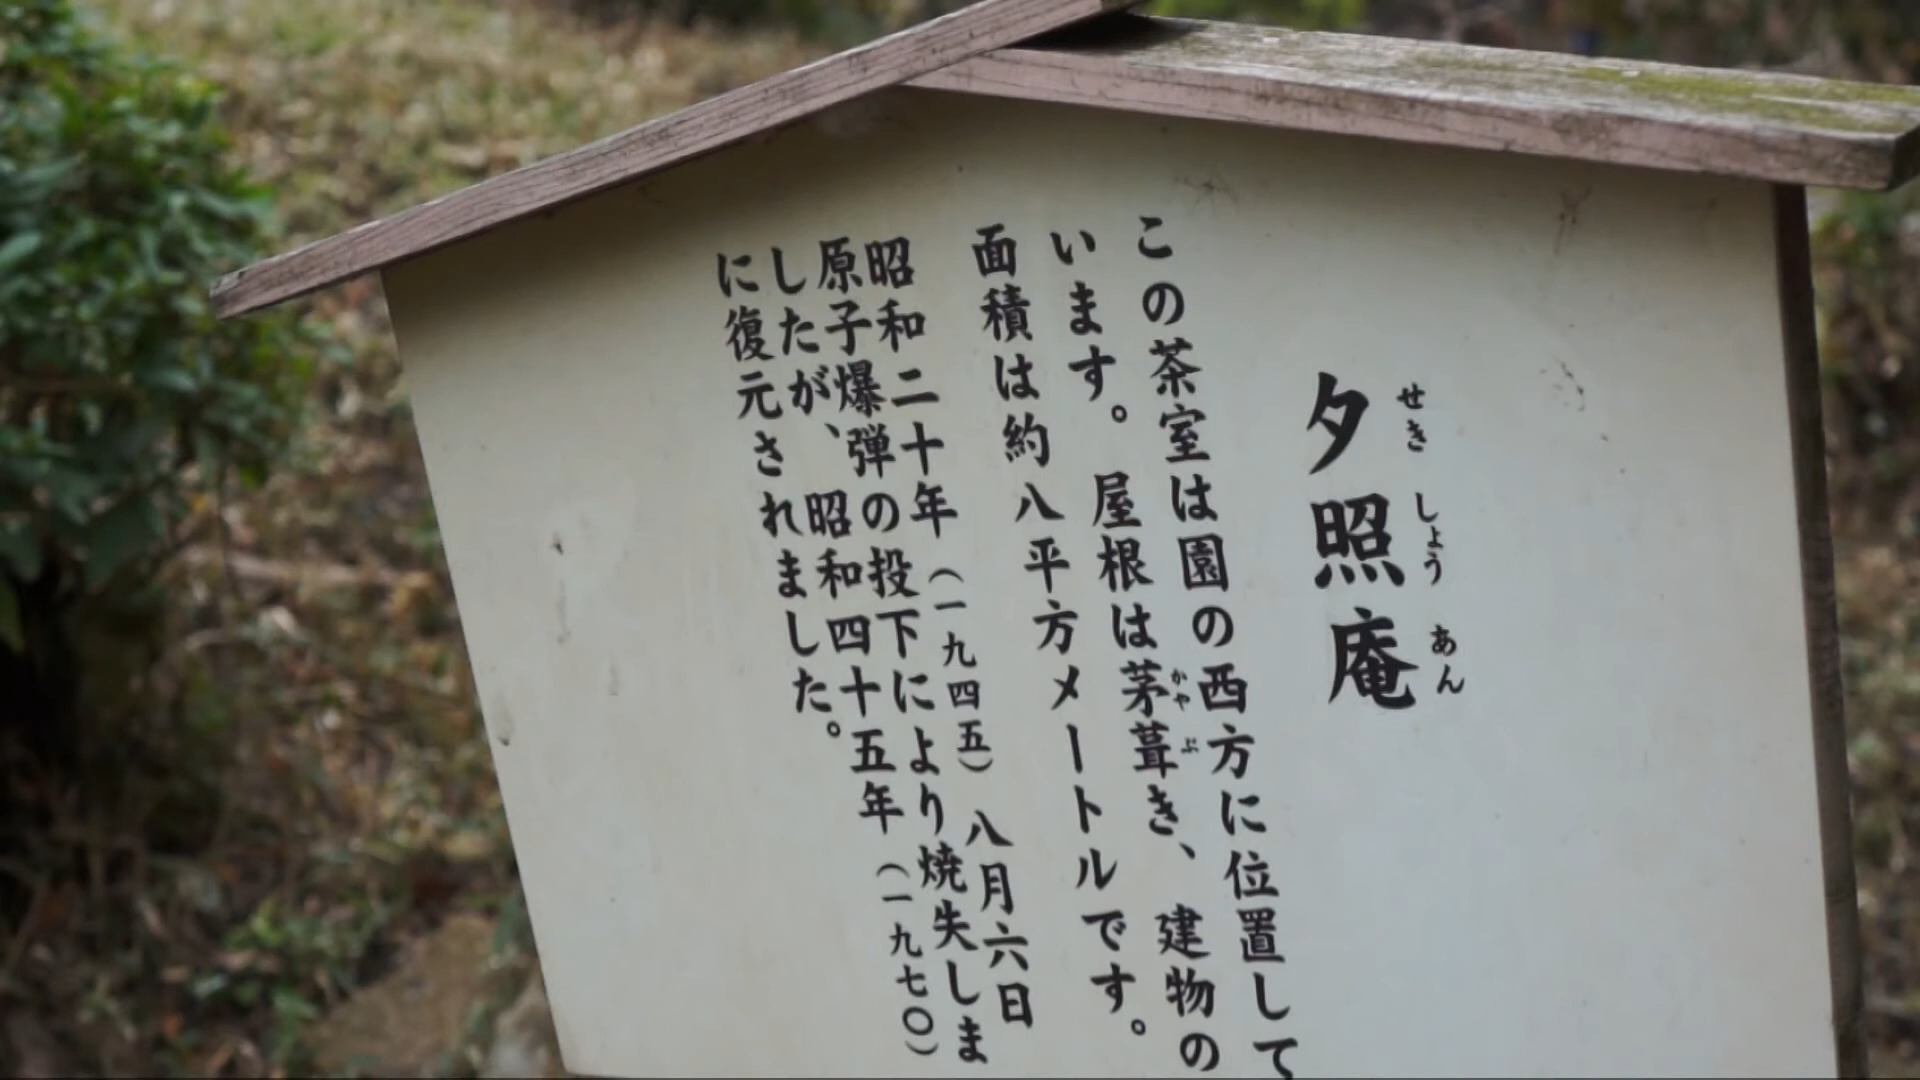 夕照庵
せきしょうあん
この茶室は園の西方に位置して
います。屋根は茅葺き、建物の
かやぶ
面積は約八平方メートルです。
昭和二十年（一九四五）八月六日
原子爆弾の投下により焼失しま
したが、昭和四十五年（一九七〇）
に復元されました。